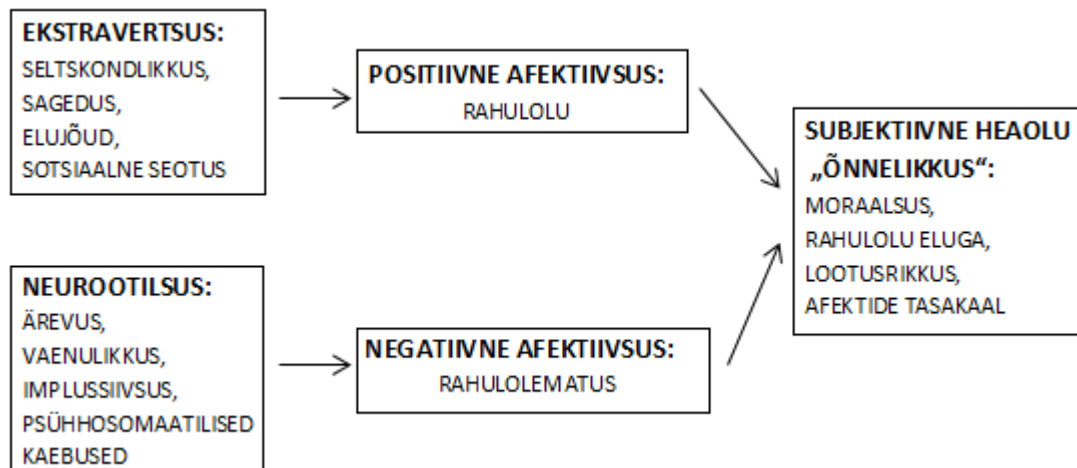 EKSTRAVERTSUS:
SELTSKONDLIKKUS,
SAGEDUS,
ELUJÕUD,
SOTSIAALNE SEOTUS
POSITIIVNE AFEKTIIVSUS:
RAHULOLU
SUBJEKTIIVNE HEAOLU
„ÕNNELIKKUS“:
MORAALSUS,
RAHULOLU ELUGA,
LOOTUSRIKKUS,
AFEKTIDE TASAKAAL
NEUROOTILSUS:
ÄREVUS,
VAENULIKKUS,
IMPLUSSIIVSUS,
PSÜHHOSOMAATILISED
KAEBUSED
NEGATIIVNE AFEKTIIVSUS:
RAHULOLEMATUS